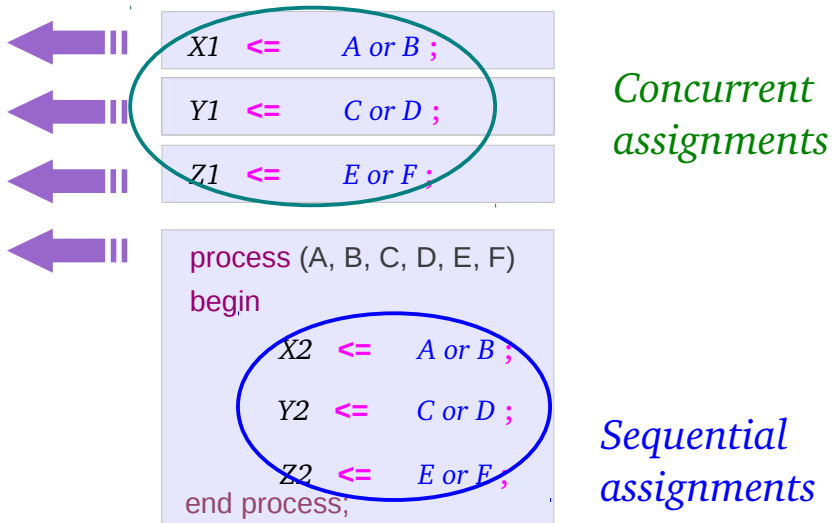 X1 <= A or B ;
Y1 <= C or D ;
Z1 <= E or F ;
Concurrent
assignments
process (A, B, C, D, E, F)
begin
X2 <= A or B ;
Y2 <= C or D ;
Z2 <= E or F ;
end process;
Sequential
assignments